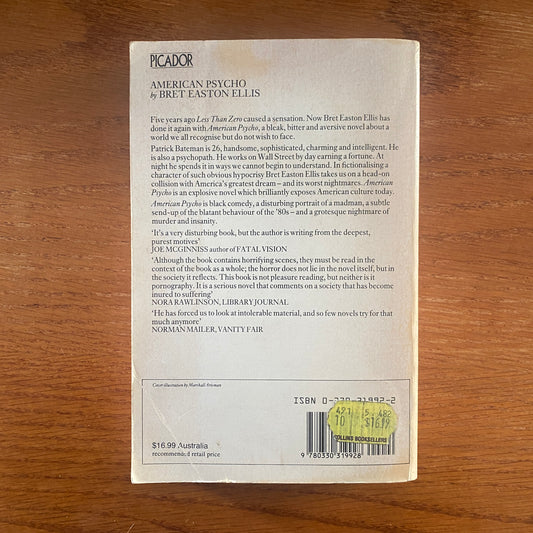 PICADOR
AMERICAN PSYCHO
by BRET EASTON ELLIS
Five years ago Less Than Zero caused a sensation. Now Bret Easton Ellis has
done it again with American Psycho, a bleak, bitter and aversive novel about a
world we all recognise but do not wish to face.
Patrick Bateman is 26, handsome, sophisticated, charming and intelligent. He
is also a psychopath. He works on Wall Street by day earning a fortune. At
night he spends it in ways we cannot begin to understand. In fictionalising a
character of such obvious hypocrisy Bret Easton Ellis takes us on a head-on
collision with America's greatest dream – and its worst nightmares. American
Psycho is an explosive novel which brilliantly exposes American culture today.
American Psycho is black comedy, a disturbing portrait of a madman, a subtle
send-up of the blatant behaviour of the '80s – and a grotesque nightmare of
murder and insanity.
'It's a very disturbing book, but the author is writing from the deepest,
purest motives'
JOE MCGINNISS author of FATAL VISION
'Although the book contains horrifying scenes, they must be read in the
context of the book as a whole; the horror does not lie in the novel itself, but in
the society it reflects. This book is not pleasure reading, but neither is it
pornography. It is a serious novel that comments on a society that has become
inured to suffering'
NORA RAWLINSON, LIBRARY JOURNAL
'He has forced us to look at intolerable material, and so few novels try for that
much anymore'
NORMAN MAILER, VANITY FAIR
Cover illustration by Marshall Arisman
ISBN 0-330-31992-2
491 5 482
10 $16.99
COLLINS BOOKSELLERS
$16.99 Australia
recommended retail price
9 780330 319928